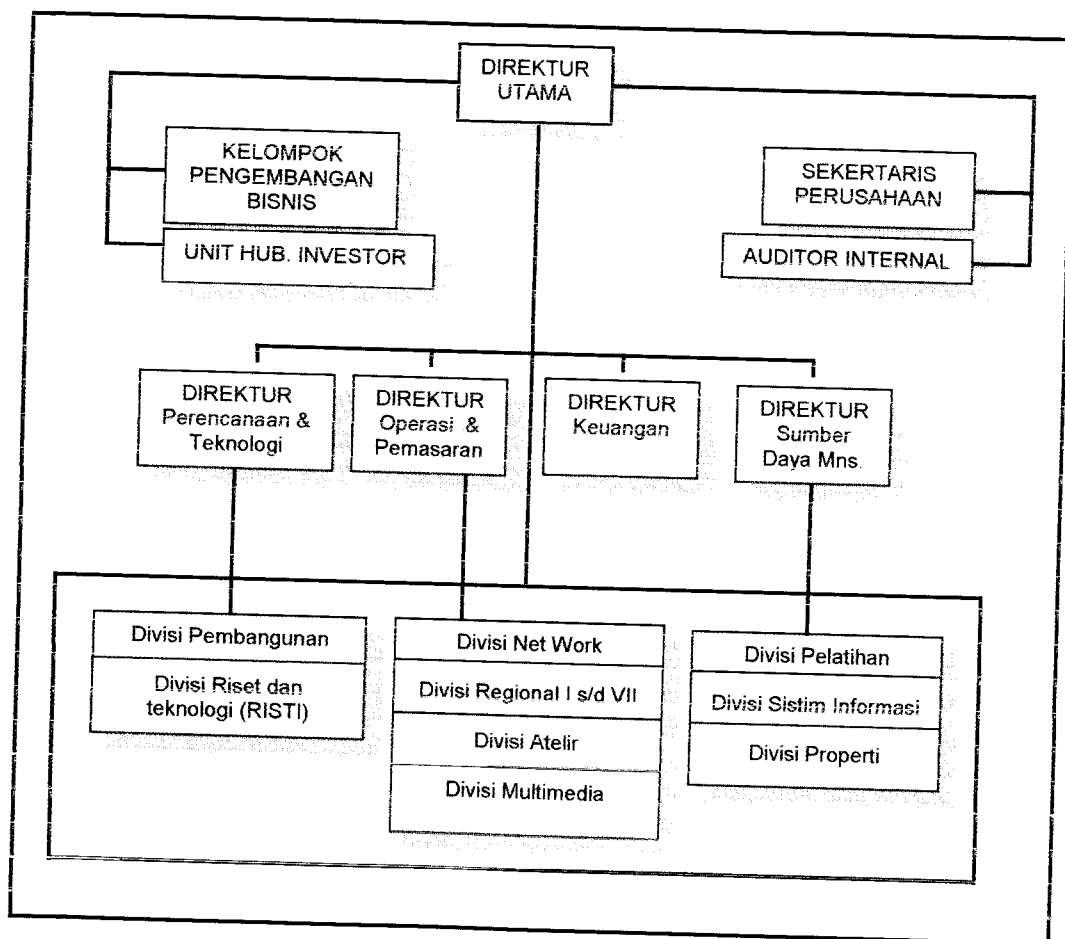 DIREKTUR
UTAMA
KELOMPOK
PENGEMBANGAN
BISNIS
SEKERTARIS
PERUSAHAAN
UNIT HUB. INVESTOR
AUDITOR INTERNAL
DIREKTUR
Perencanaan &
Teknologi
DIREKTUR
Operasi &
Pemasaran
DIREKTUR
Keuangan
DIREKTUR
Sumber
Daya Mns.
Divisi Pembangunan
Divisi Riset dan
teknologi (RISTI)
Divisi Net Work
Divisi Regional I s/d VII
Divisi Atelir
Divisi Multimedia
Divisi Pelatihan
Divisi Sistim Informasi
Divisi Properti